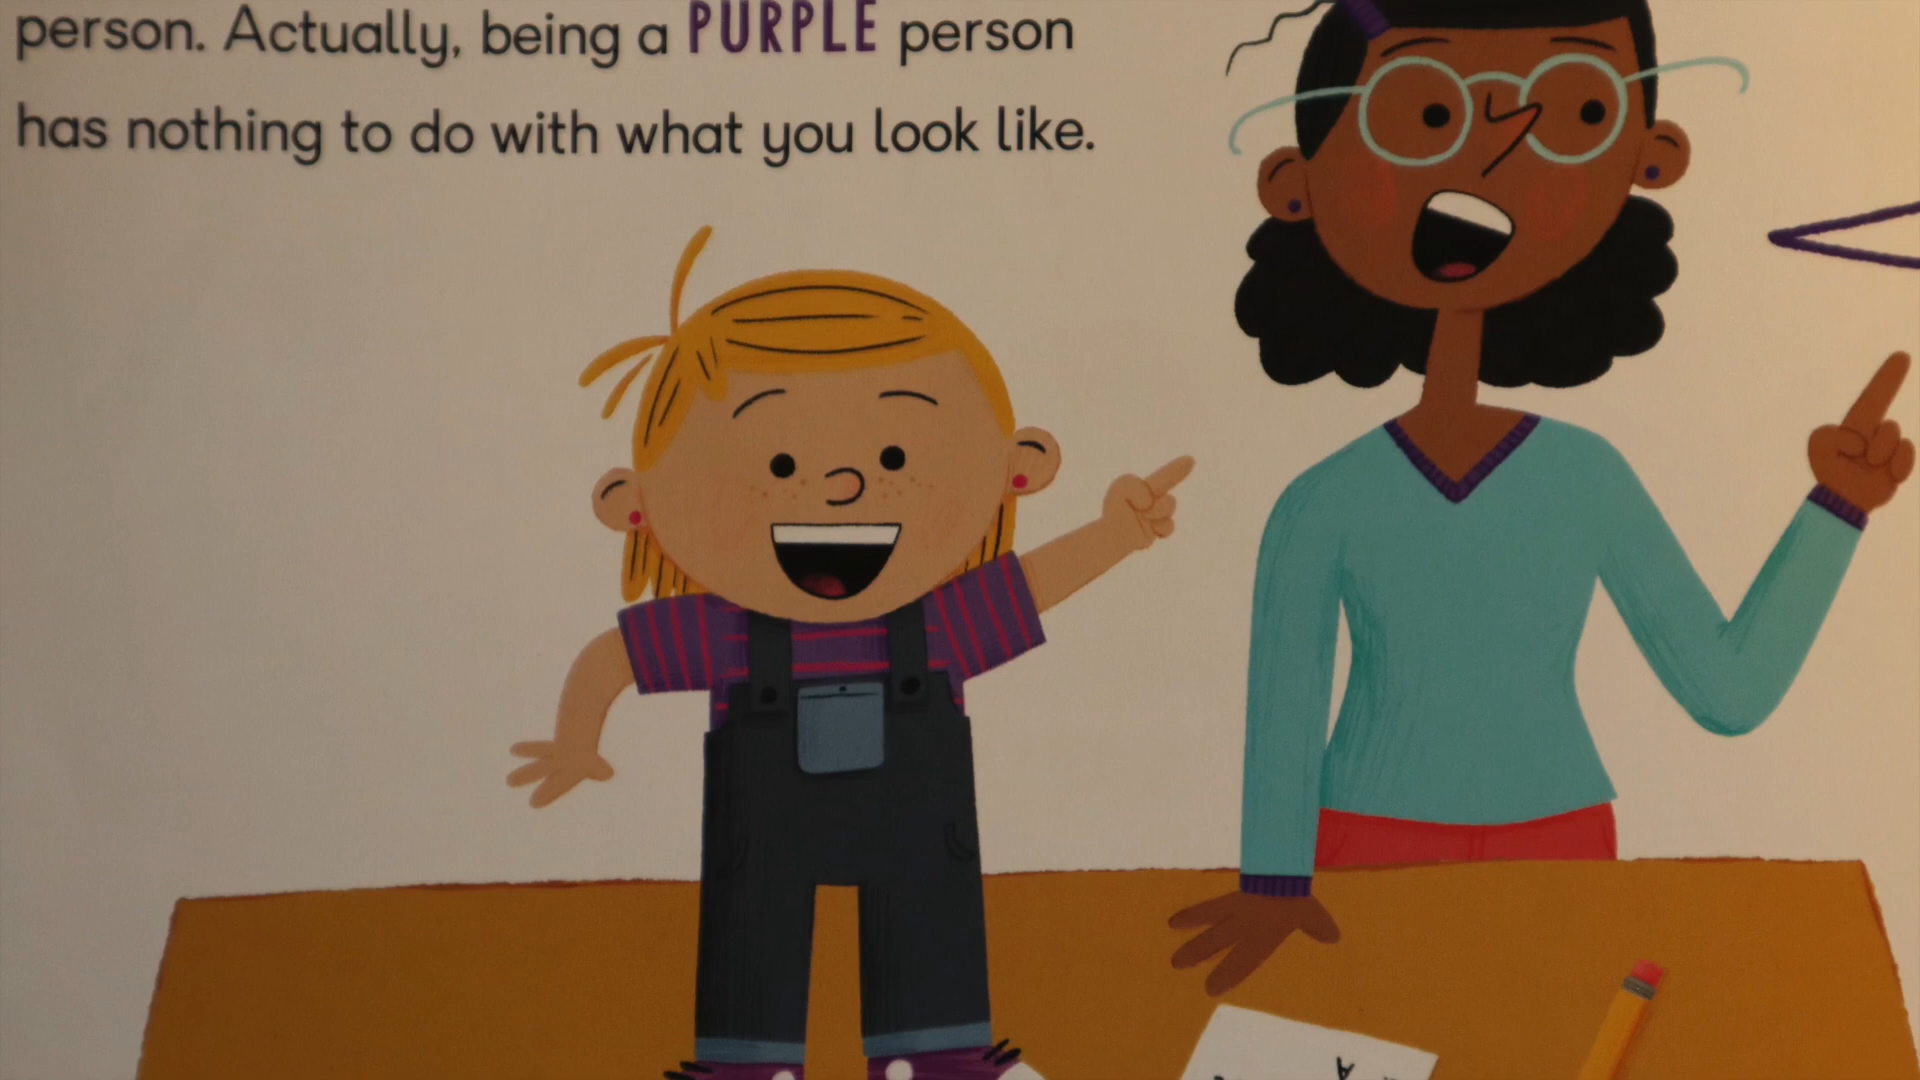 person. Actually, being a PURPLE person
has nothing to do with what you look like.